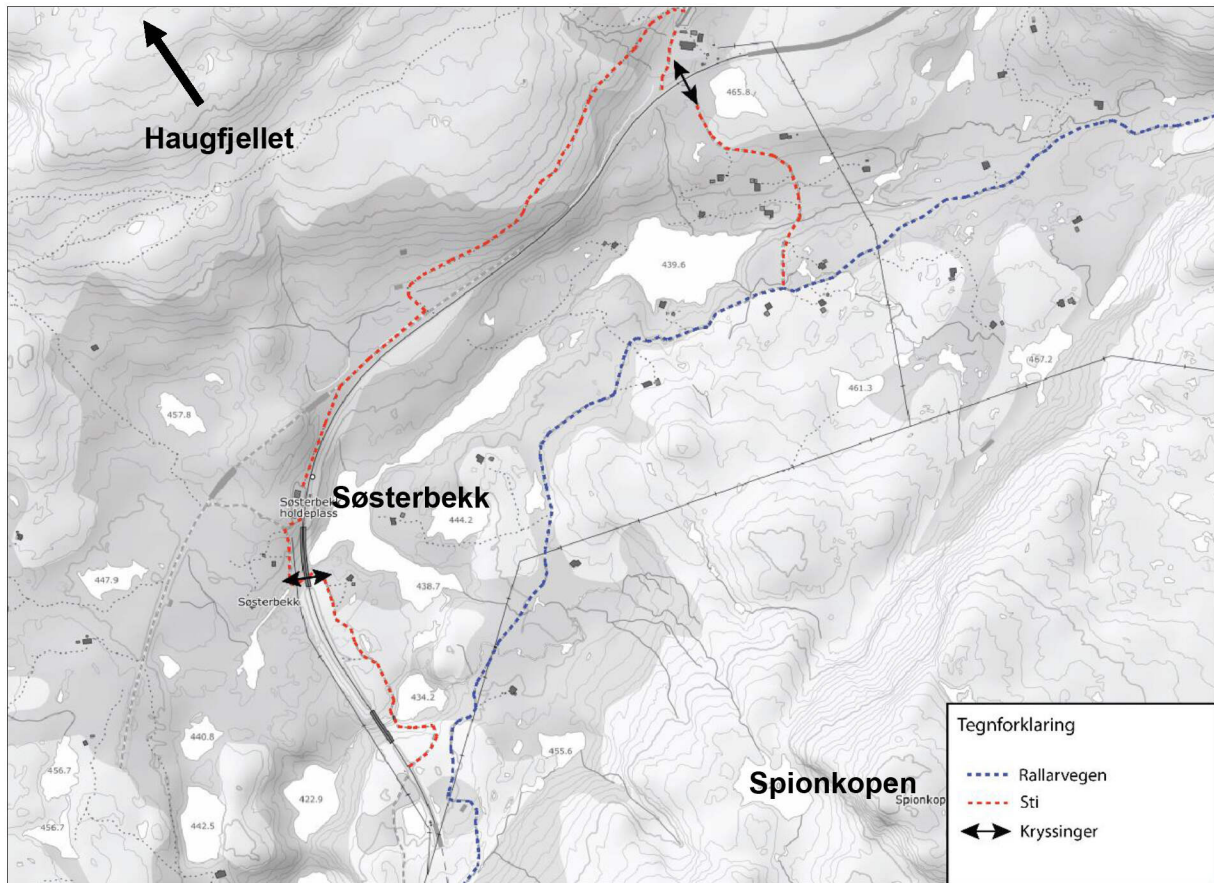 Haugfjellet
465.8
439.6
467.2
461.3
457.8
Søsterbekk
Søsterbekk
holdeplass
444.2
447.9
438.7
Søsterbekk
434.2
440.8
455.6
456.7
422.9
442.5
456.7
Spionkopen
Tegnforklaring
Rallarvegen
Sti
Kryssinger